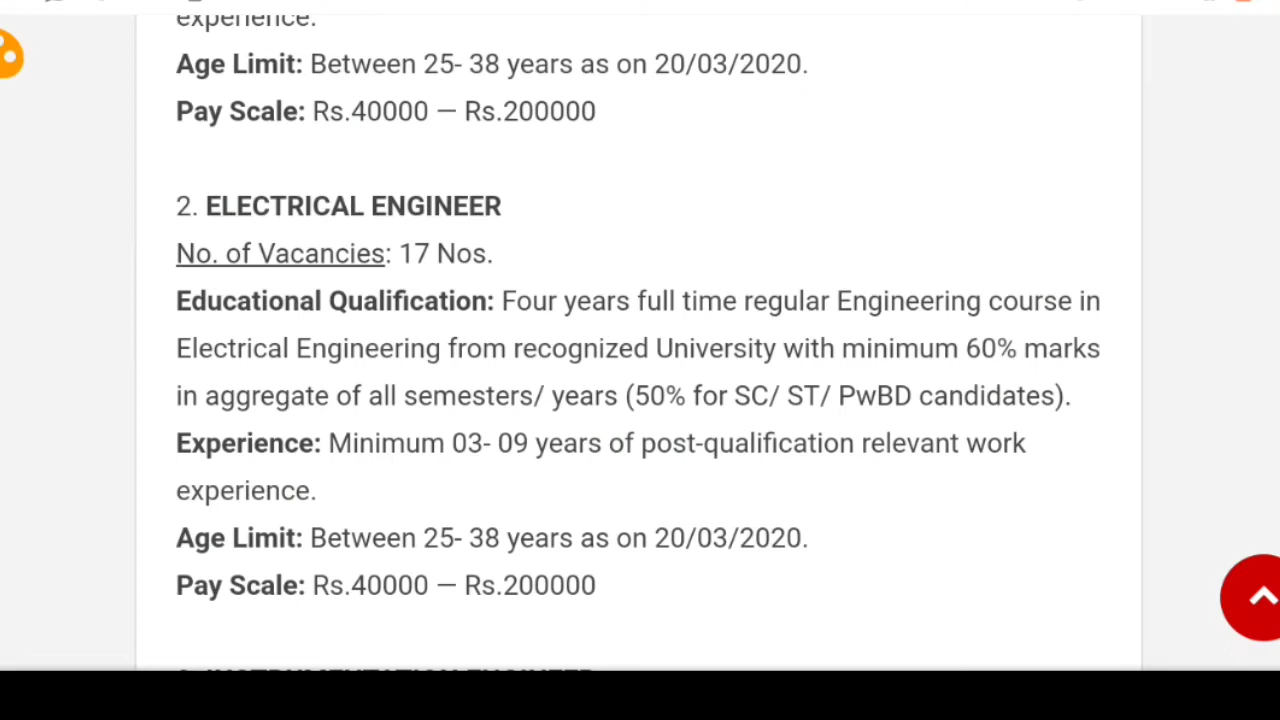 experience.
Age Limit: Between 25- 38 years as on 20/03/2020.
Pay Scale: Rs.40000 — Rs.200000
2. ELECTRICAL ENGINEER
No. of Vacancies: 17 Nos.
Educational Qualification: Four years full time regular Engineering course in
Electrical Engineering from recognized University with minimum 60% marks
in aggregate of all semesters/ years (50% for SC/ ST/ PwBD candidates).
Experience: Minimum 03- 09 years of post-qualification relevant work
experience.
Age Limit: Between 25- 38 years as on 20/03/2020.
Pay Scale: Rs.40000 — Rs.200000
INSTRUMENTATION ENGINEER